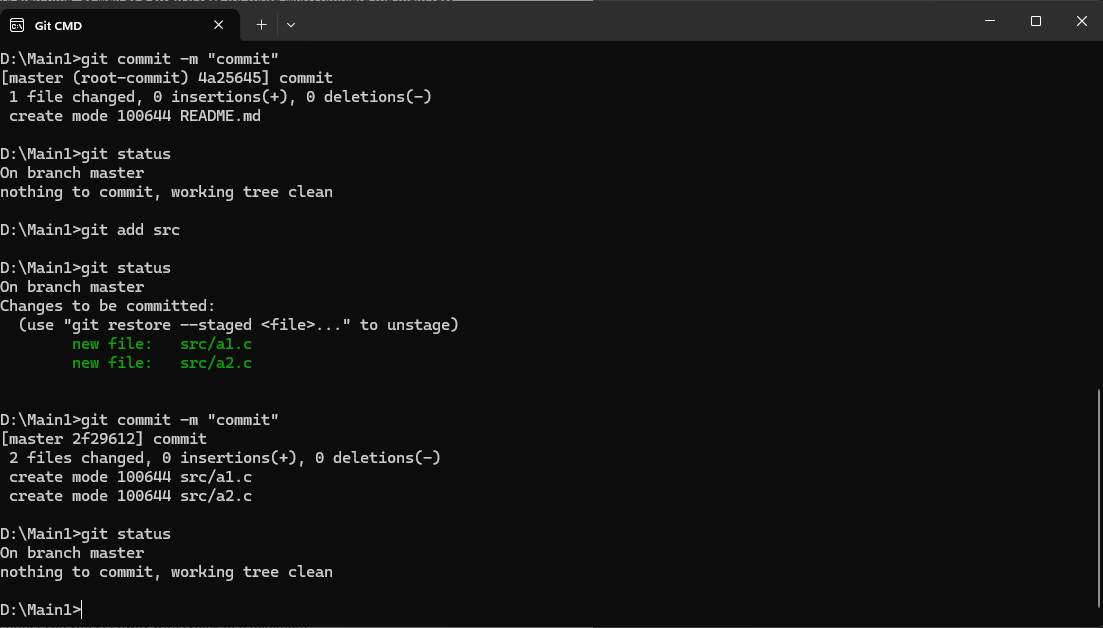 Git CMD
D:\Main1>git commit -m "commit"
[master (root-commit) 4a25645] commit
 1 file changed, 0 insertions(+), 0 deletions(-)
 create mode 100644 README.md
D:\Main1>git status
On branch master
nothing to commit, working tree clean
D:\Main1>git add src
D:\Main1>git status
On branch master
Changes to be committed:
  (use "git restore --staged <file>..." to unstage)
        new file:   src/a1.c
        new file:   src/a2.c
D:\Main1>git commit -m "commit"
[master 2f29612] commit
 2 files changed, 0 insertions(+), 0 deletions(-)
 create mode 100644 src/a1.c
 create mode 100644 src/a2.c
D:\Main1>git status
On branch master
nothing to commit, working tree clean
D:\Main1>